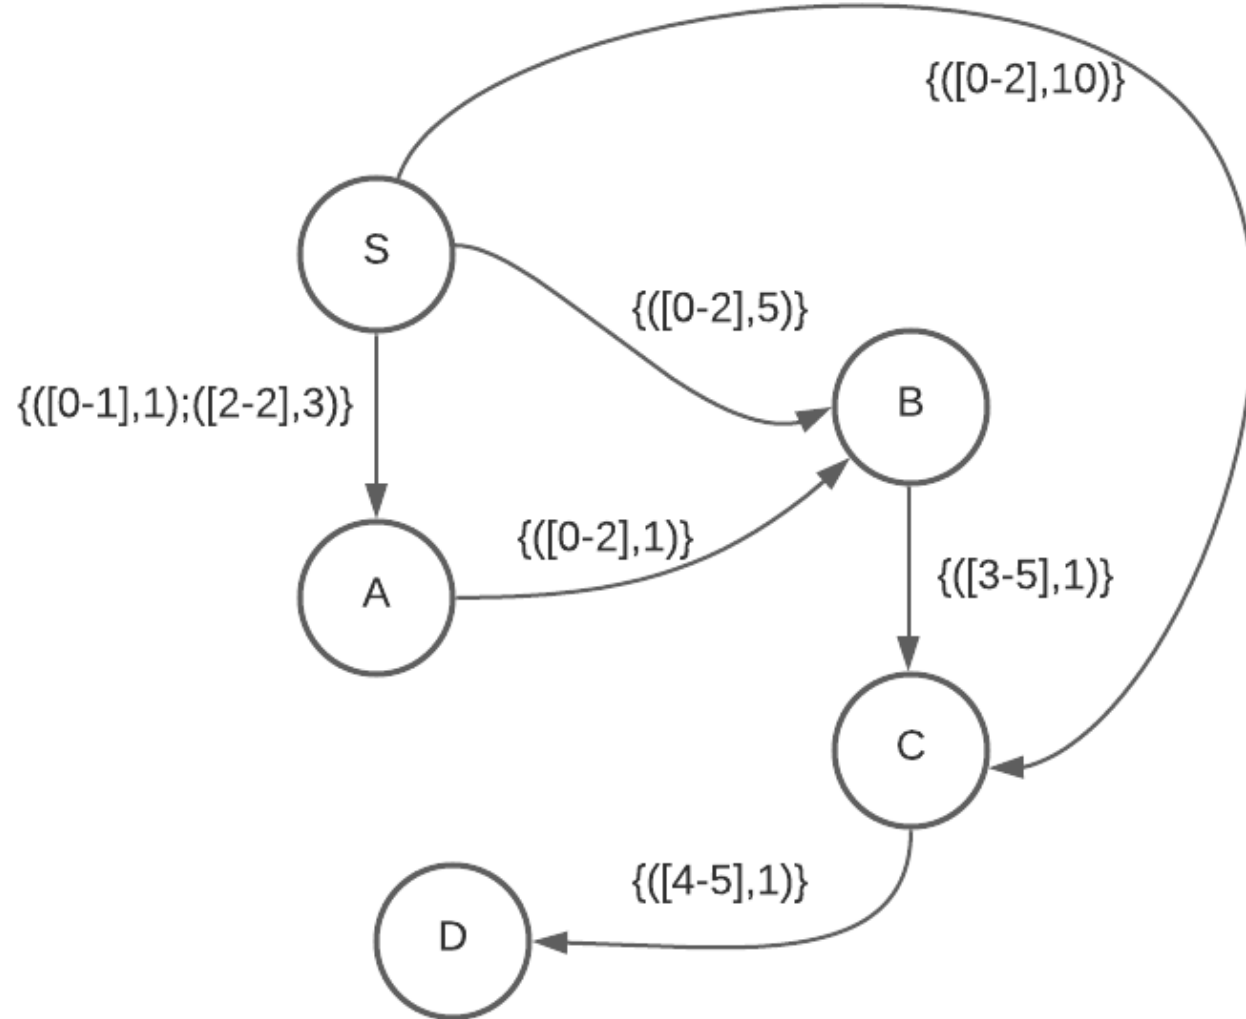 {([0-2],10)}
S
{([0-2],5)}
{([0-1],1);([2-2],3)}
B
{([0-2],1)}
{([3-5],1)}
A
C
{([4-5],1)}
D